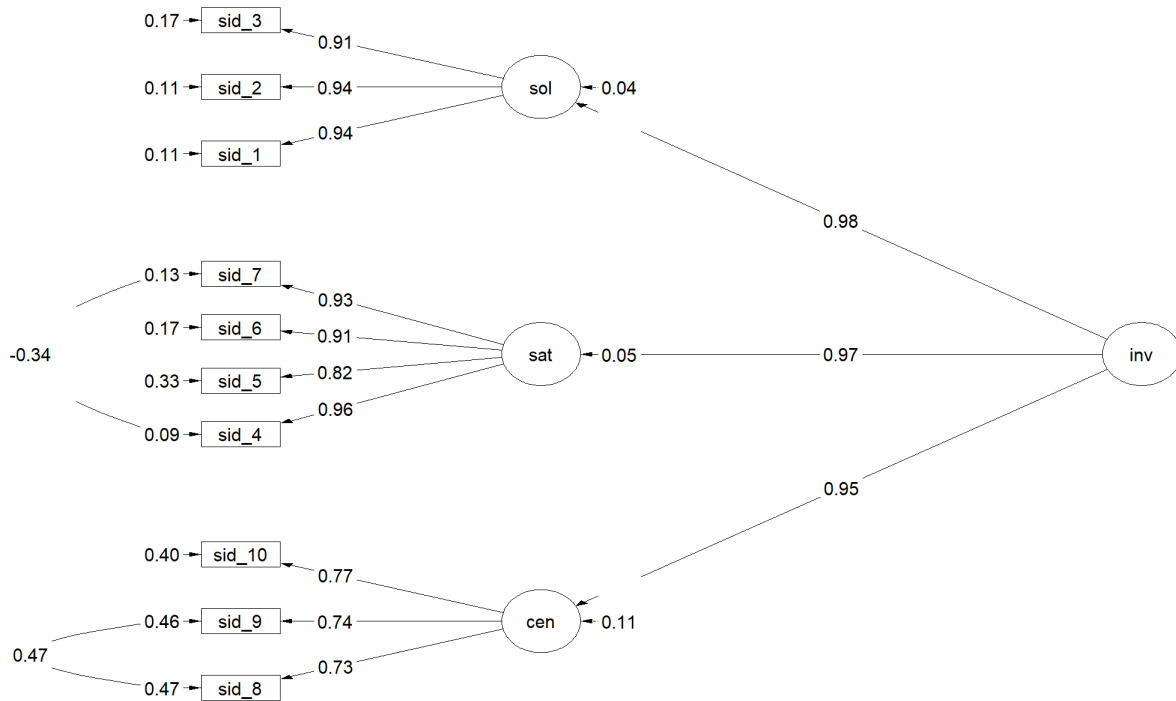 0.17 sid_3 0.91
0.11 sid_2 0.94 sol 0.04
0.11 sid_1 0.94
0.98
0.13 sid_7 0.93
0.17 sid_6 0.91
-0.34 sat 0.05 0.97 inv
0.33 sid_5 0.82
0.09 sid_4 0.96
0.95
0.40 sid_10 0.77
0.46 sid_9 0.74 cen 0.11
0.47
0.47 sid_8 0.73